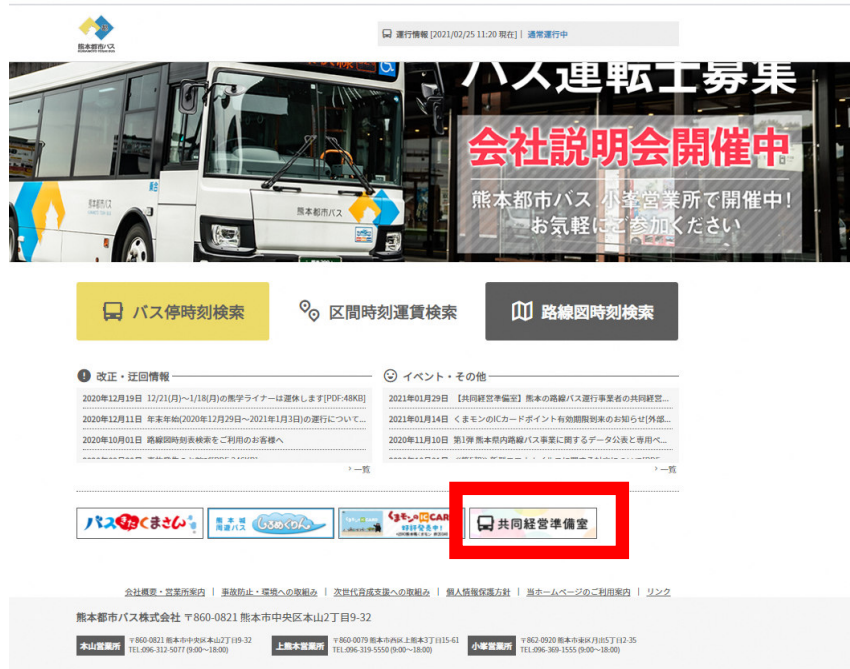 熊本都市バス
運行情報 [2021/02/25 11:20 現在] | 通常運行中
バス運転士募集
会社説明会開催中
熊本都市バス 小峯営業所で開催中!
お気軽にご参加ください
熊本都市バス
熊本都市バス
バス停時刻検索
区間時刻運賃検索
路線図時刻検索
改正・迂回情報
2020年12月19日 12/21(月)～1/18(月)の熊学ライナーは運休します[PDF:48KB]
2020年12月11日 年末年始(2020年12月29日～2021年1月3日)の運行について...
2020年10月01日 路線図時刻表検索をご利用のお客様へ
一覧
イベント・その他
2021年01月29日 【共同経営準備室】熊本の路線バス運行事業者の共同経営...
2021年01月14日 くまモンのICカードポイント有効期限到来のお知らせ[外部...
2020年11月10日 第1弾 熊本県内路線バス事業に関するデータ公表と専用ペ...
一覧
バスきたくまさん
熊本城周遊バス しろめぐりん
くまモンのIC CAR
好評発売中!
共同経営準備室
会社概要・営業所案内 | 事故防止・環境への取組み | 次世代育成支援への取組み | 個人情報保護方針 | 当ホームページのご利用案内 | リンク
熊本都市バス株式会社 〒860-0821 熊本市中央区本山2丁目9-32
本山営業所 〒860-0821 熊本市中央区本山2丁目9-32
TEL:096-312-5077 (9:00～18:00)
上熊本営業所 〒860-0079 熊本市西区上熊本3丁目15-61
TEL:096-319-5550 (9:00～18:00)
小峯営業所 〒862-0920 熊本市東区月出5丁目2-35
TEL:096-369-1555 (9:00～18:00)